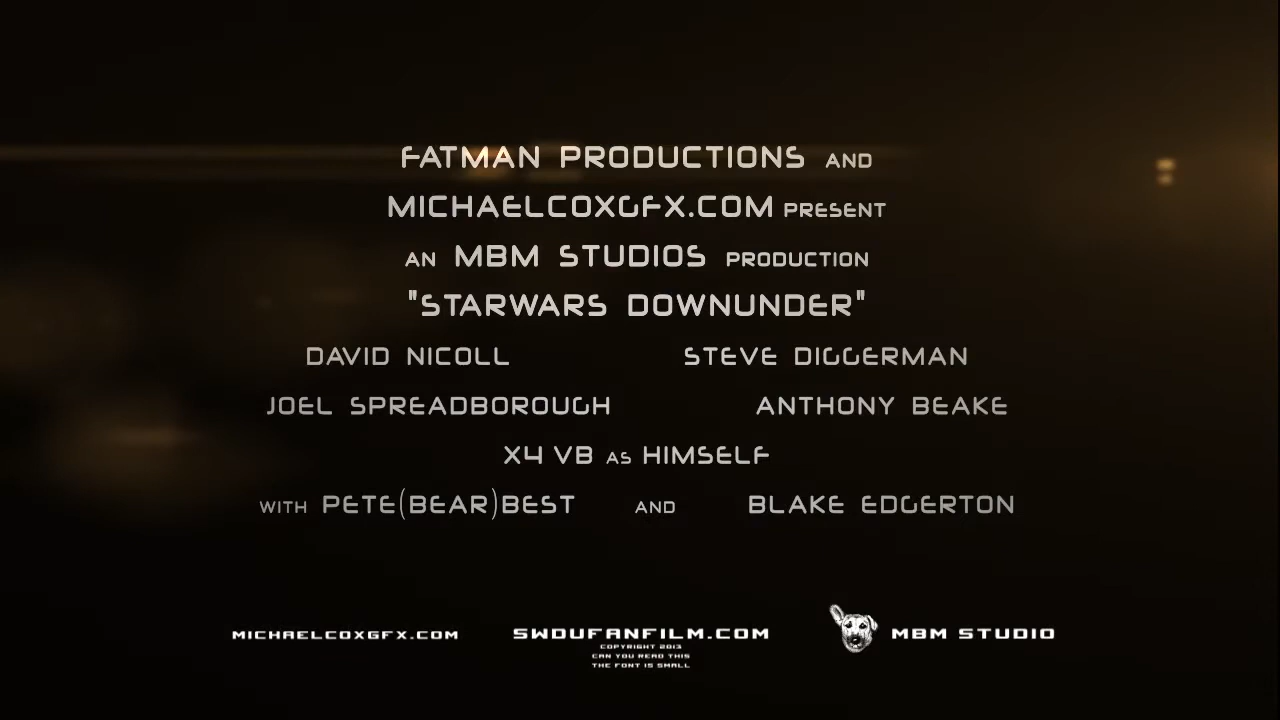 FATMAN PRODUCTIONS AND
MICHAELCOXGFX.COM PRESENT
AN MBM STUDIOS PRODUCTION
"STARWARS DOWNUNDER"
DAVID NICOLL STEVE DIGGERMAN
JOEL SPREADBOROUGH ANTHONY BEAKE
X4 VB AS HIMSELF
WITH PETE(BEAR)BEST AND BLAKE EDGERTON
MICHAELCOXGFX.COM SWDUFANFILM.COM MBM STUDIO
COPYRIGHT 2013
CAN YOU READ THIS
THE FONT IS SMALL